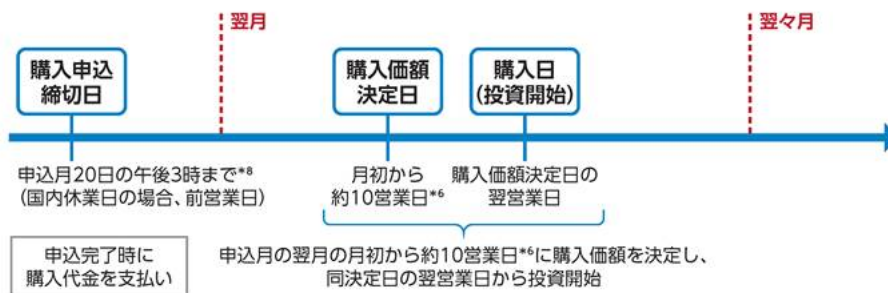 翌月
翌々月
購入申込
締切日
購入価額
決定日
購入日
(投資開始)
申込月20日の午後3時まで*8
(国内休業日の場合、前営業日)
月初から
約10営業日*6
購入価額決定日の
翌営業日
申込完了時に
購入代金を支払い
申込月の翌月の月初から約10営業日*6に購入価額を決定し、
同決定日の翌営業日から投資開始